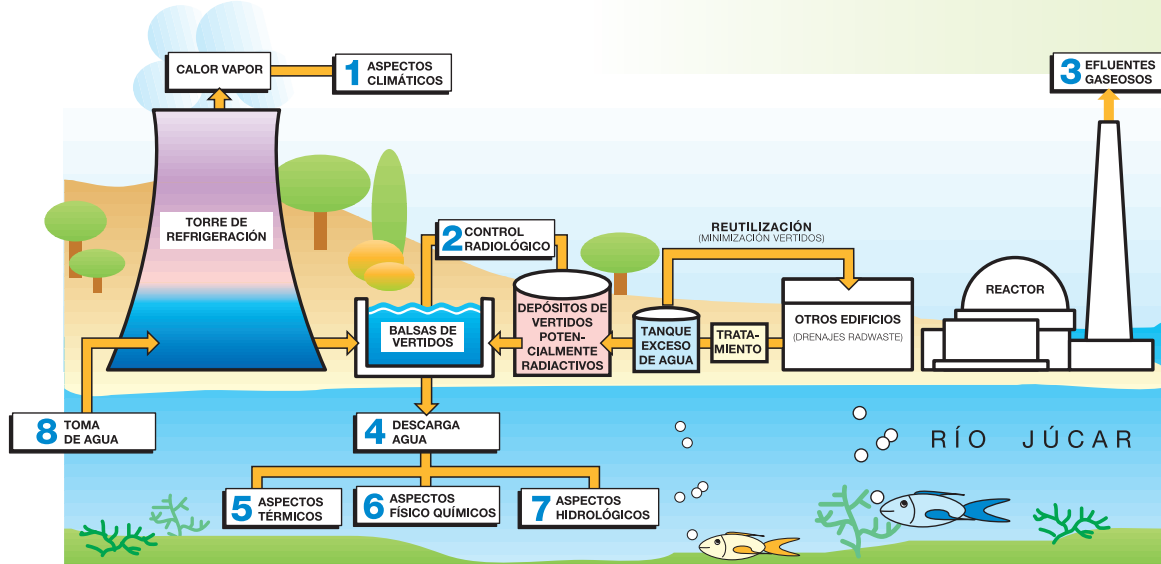 CALOR VAPOR
1 ASPECTOS
CLIMÁTICOS
3 EFLUENTES
GASEOSOS
TORRE DE
REFRIGERACIÓN
2 CONTROL
RADIOLÓGICO
REUTILIZACIÓN
(MINIMIZACIÓN VERTIDOS)
BALSAS DE
VERTIDOS
DEPÓSITOS DE
VERTIDOS
POTEN-
CIALMENTE
RADIACTIVOS
TANQUE
EXCESO
DE AGUA
TRATA-
MIENTO
OTROS EDIFICIOS
(DRENAJES RADWASTE)
REACTOR
8 TOMA
DE AGUA
4 DESCARGA
AGUA
RÍO JÚCAR
5 ASPECTOS
TÉRMICOS
6 ASPECTOS
FÍSICO QUÍMICOS
7 ASPECTOS
HIDROLÓGICOS